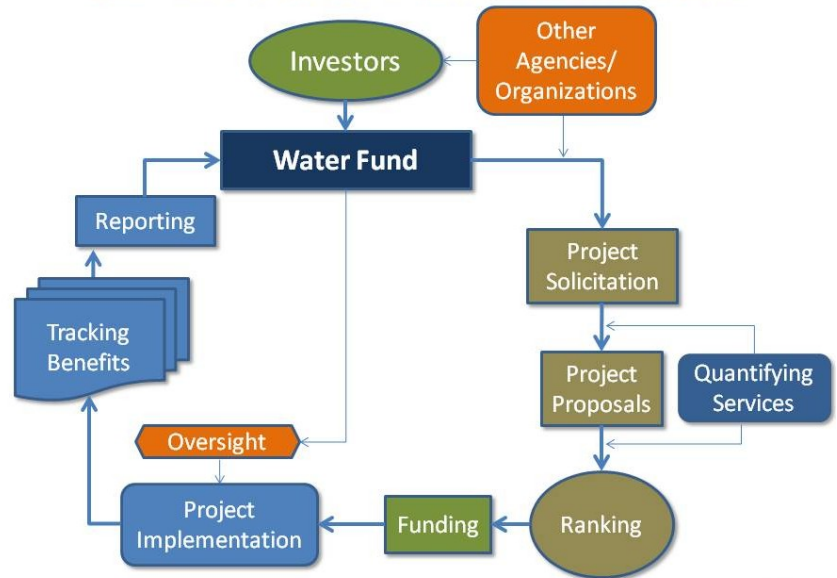 Investors
Other
Agencies/
Organizations
Water Fund
Reporting
Project
Solicitation
Tracking
Benefits
Project
Proposals
Quantifying
Services
Oversight
Project
Implementation
Funding
Ranking